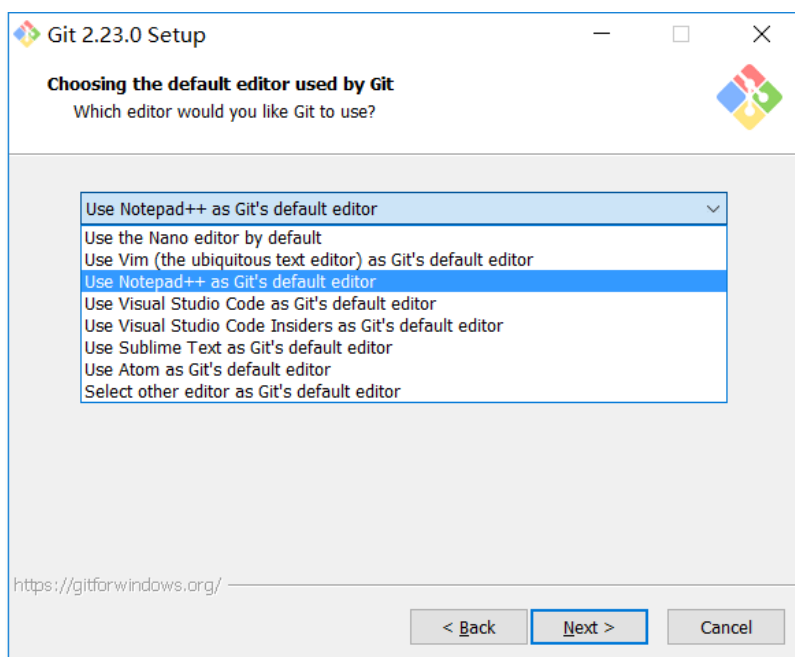 Git 2.23.0 Setup
Choosing the default editor used by Git
Which editor would you like Git to use?
Use Notepad++ as Git's default editor
Use the Nano editor by default
Use Vim (the ubiquitous text editor) as Git's default editor
Use Notepad++ as Git's default editor
Use Visual Studio Code as Git's default editor
Use Visual Studio Code Insiders as Git's default editor
Use Sublime Text as Git's default editor
Use Atom as Git's default editor
Select other editor as Git's default editor
https://gitforwindows.org/
< Back Next > Cancel